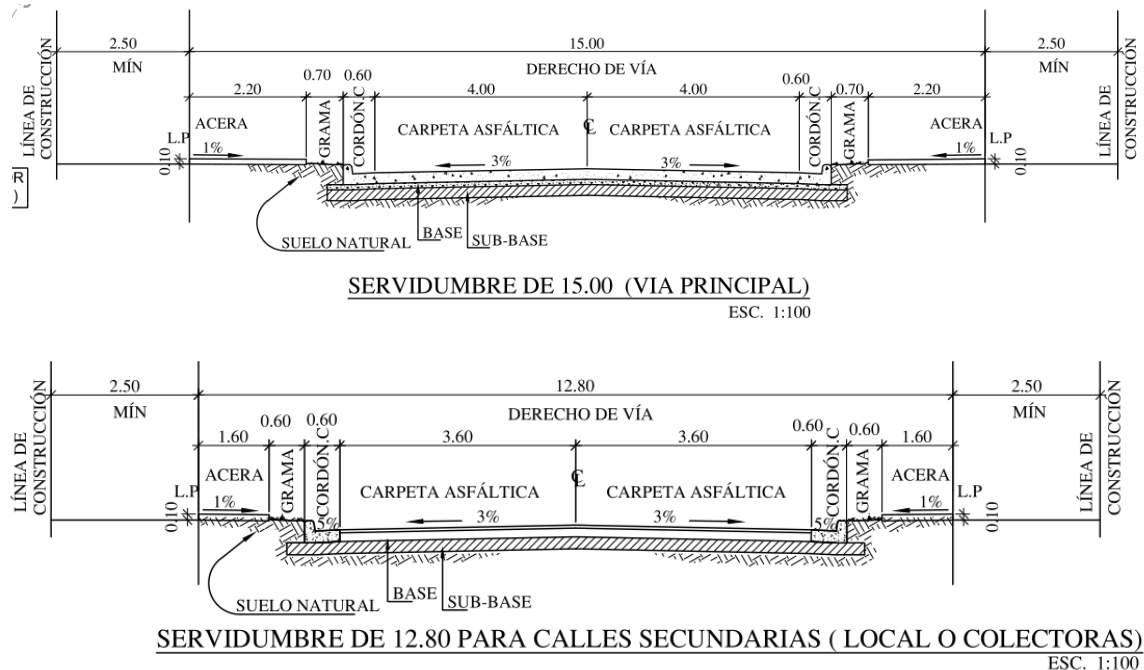 2.50 15.00 2.50
MÍN DERECHO DE VÍA MÍN
LÍNEA DE
CONSTRUCCIÓN
LÍNEA DE
CONSTRUCCIÓN
2.20 0.70 0.60 4.00 4.00 0.60 0.70 2.20
L.P ACERA GRAMA CORDÓN.C CARPETA ASFÁLTICA ℄ CARPETA ASFÁLTICA CORDÓN.C GRAMA ACERA L.P
0.10 1% 3% 3% 1% 0.10
R
)
SUELO NATURAL BASE SUB-BASE
SERVIDUMBRE DE 15.00 (VIA PRINCIPAL)
ESC. 1:100
2.50 12.80 2.50
MÍN DERECHO DE VÍA MÍN
LÍNEA DE
CONSTRUCCIÓN
LÍNEA DE
CONSTRUCCIÓN
1.60 0.60 0.60 3.60 3.60 0.60 0.60 1.60
L.P ACERA GRAMA CORDÓN.C CARPETA ASFÁLTICA ℄ CARPETA ASFÁLTICA CORDÓN.C GRAMA ACERA L.P
0.10 1% 5% 3% 3% 5% 1% 0.10
SUELO NATURAL BASE SUB-BASE
SERVIDUMBRE DE 12.80 PARA CALLES SECUNDARIAS ( LOCAL O COLECTORAS)
ESC. 1:100